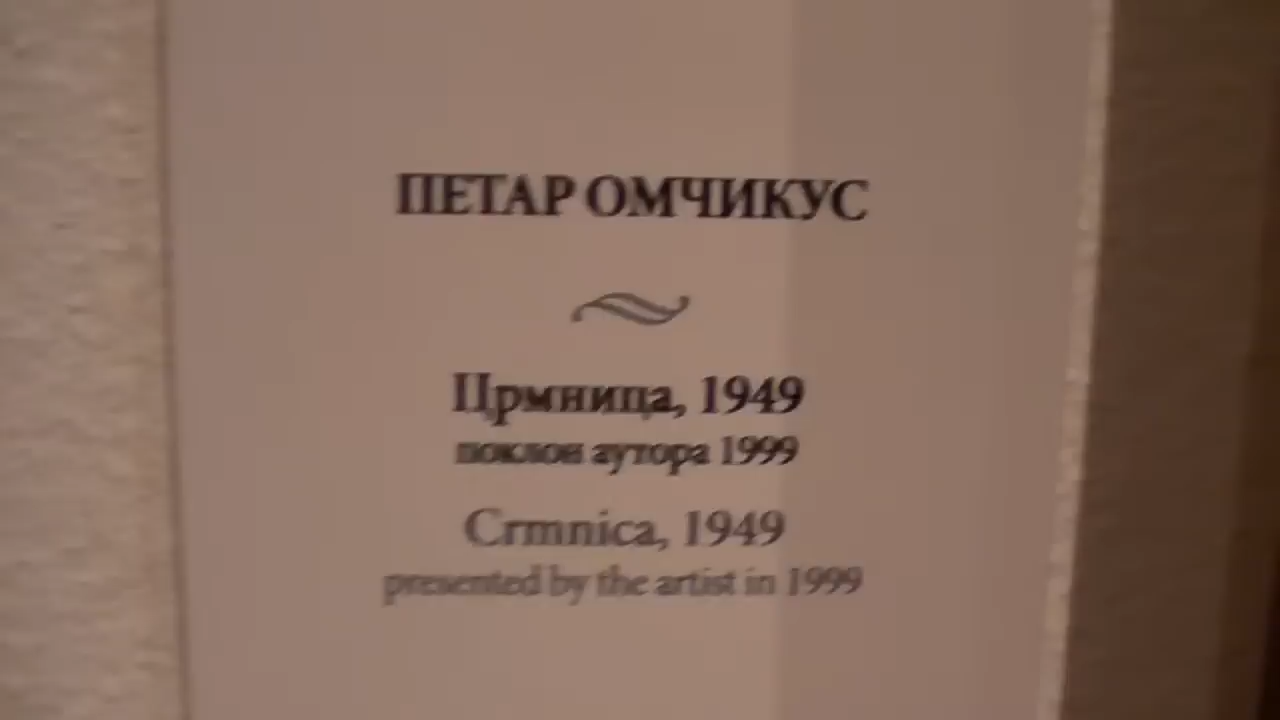 ПЕТАР ОМЧИКУС
Црмница, 1949
поклон аутора 1999
Crmnica, 1949
presented by the artist in 1999